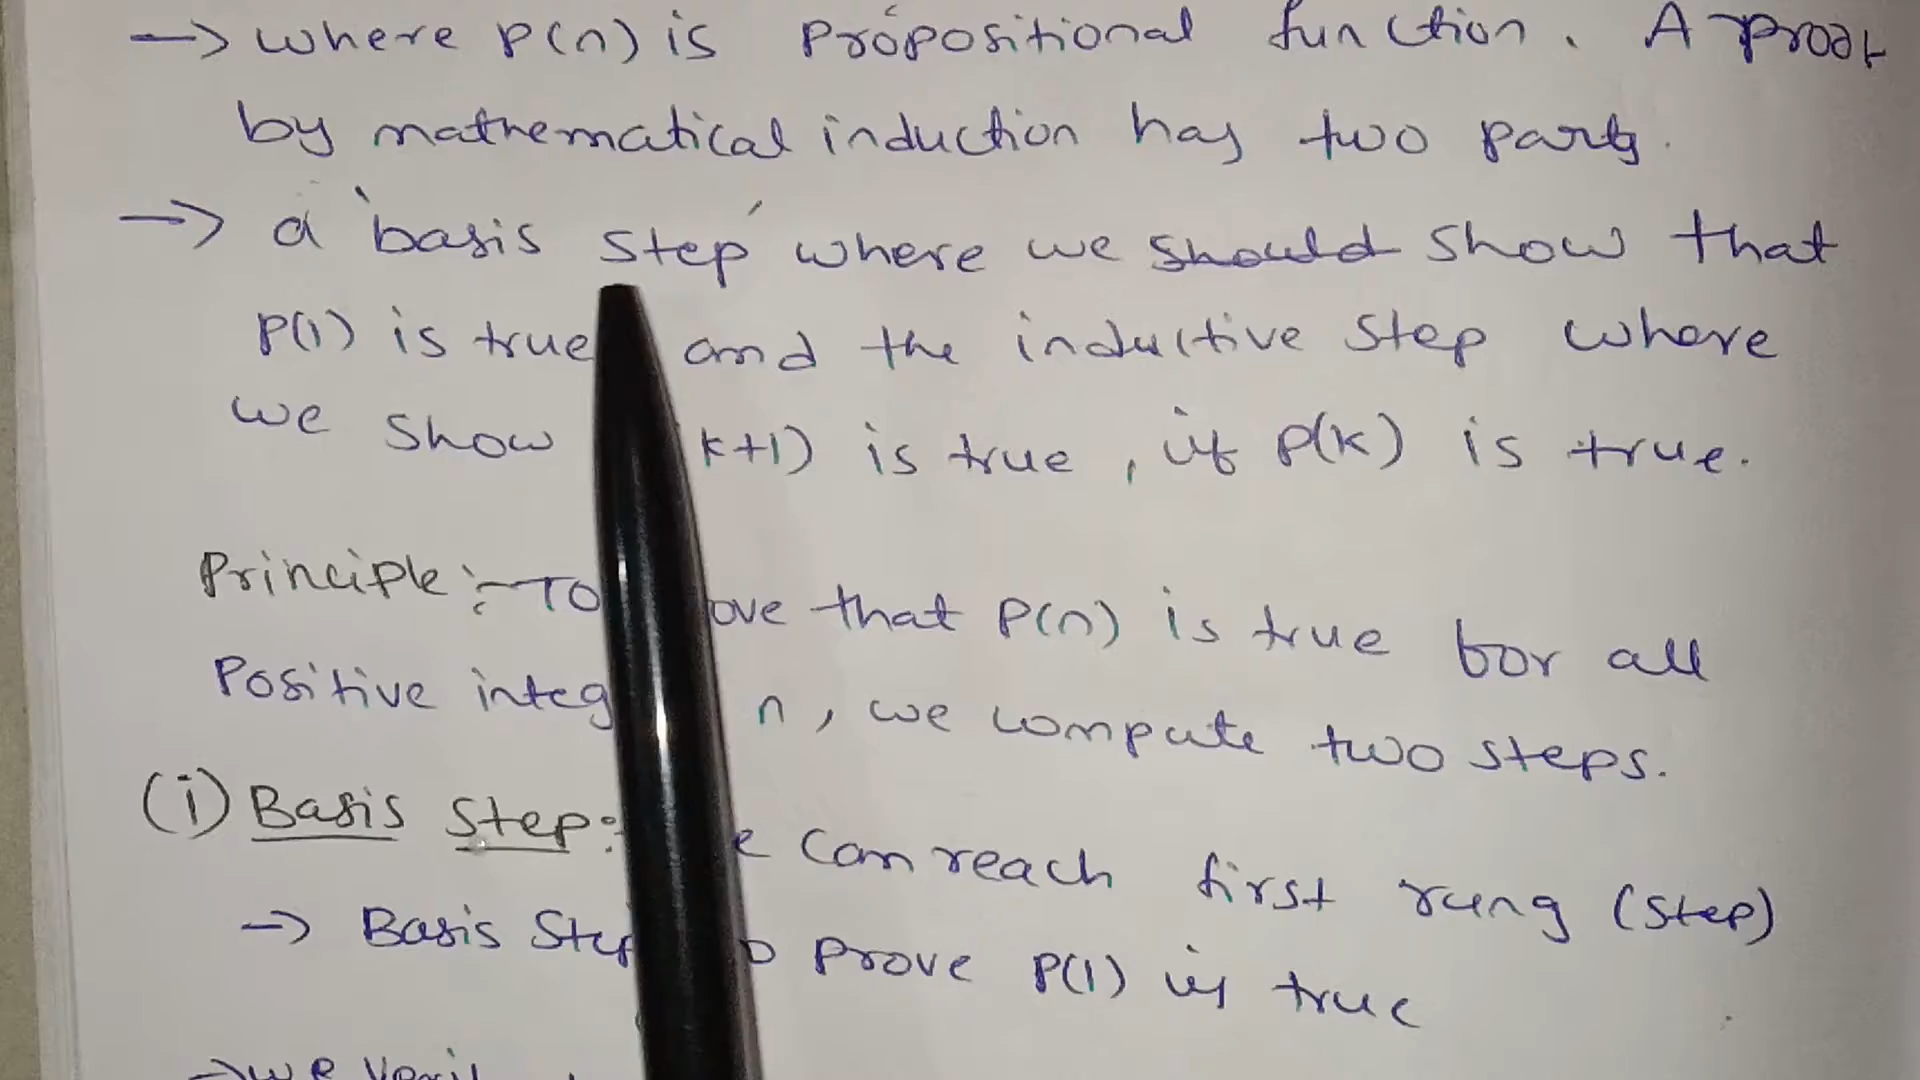 → where P(n) is propositional function. A proof
by mathematical induction has two parts.
→ a basis step where we should show that
P(1) is true and the inductive step where
we show k+1) is true, if P(k) is true.
Principle:- To ove that P(n) is true for all
Positive integ n, we compute two steps.
(i) Basis Step: e can reach first rung (step)
→ Basis Step o prove P(1) is true
→ we veri